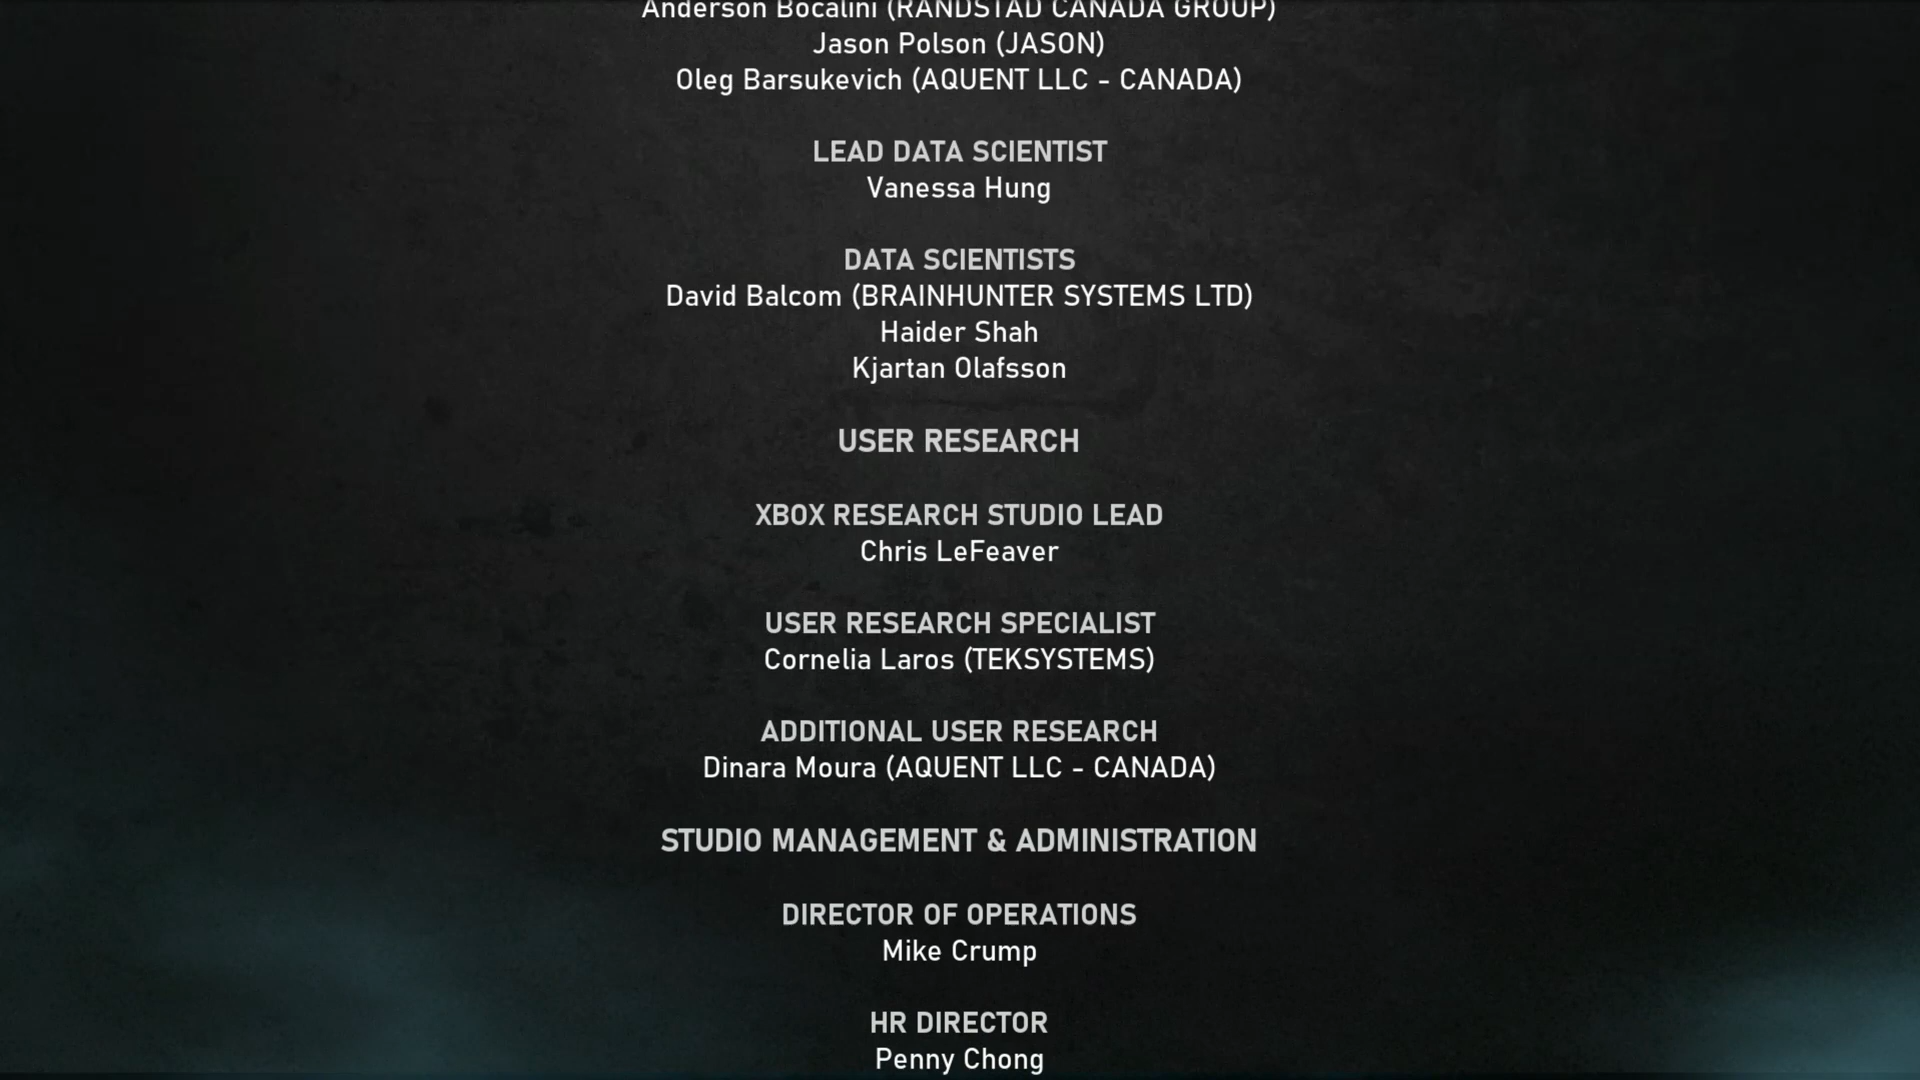 Anderson Bocalini (RANDSTAD CANADA GROUP)
Jason Polson (JASON)
Oleg Barsukevich (AQUENT LLC - CANADA)
LEAD DATA SCIENTIST
Vanessa Hung
DATA SCIENTISTS
David Balcom (BRAINHUNTER SYSTEMS LTD)
Haider Shah
Kjartan Olafsson
USER RESEARCH
XBOX RESEARCH STUDIO LEAD
Chris LeFeaver
USER RESEARCH SPECIALIST
Cornelia Laros (TEKSYSTEMS)
ADDITIONAL USER RESEARCH
Dinara Moura (AQUENT LLC - CANADA)
STUDIO MANAGEMENT & ADMINISTRATION
DIRECTOR OF OPERATIONS
Mike Crump
HR DIRECTOR
Penny Chong